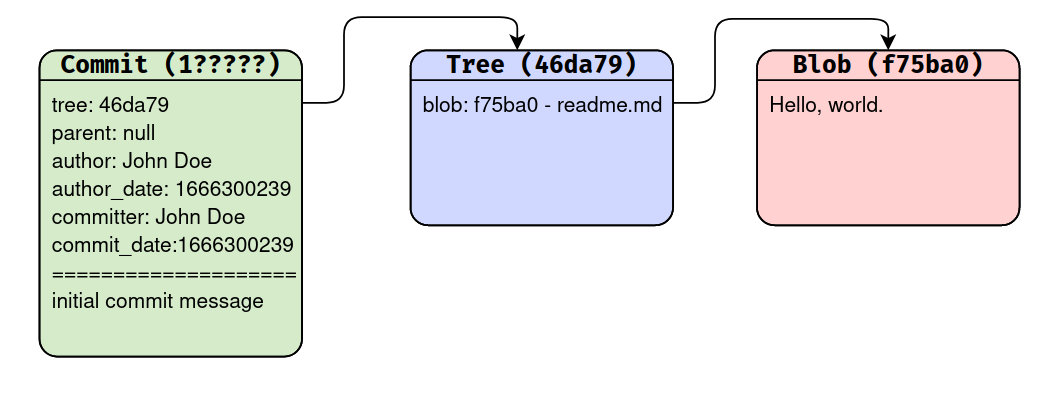 Commit (1?????)
tree: 46da79
parent: null
author: John Doe
author_date: 1666300239
committer: John Doe
commit_date:1666300239
====================
initial commit message
Tree (46da79)
blob: f75ba0 - readme.md
Blob (f75ba0)
Hello, world.